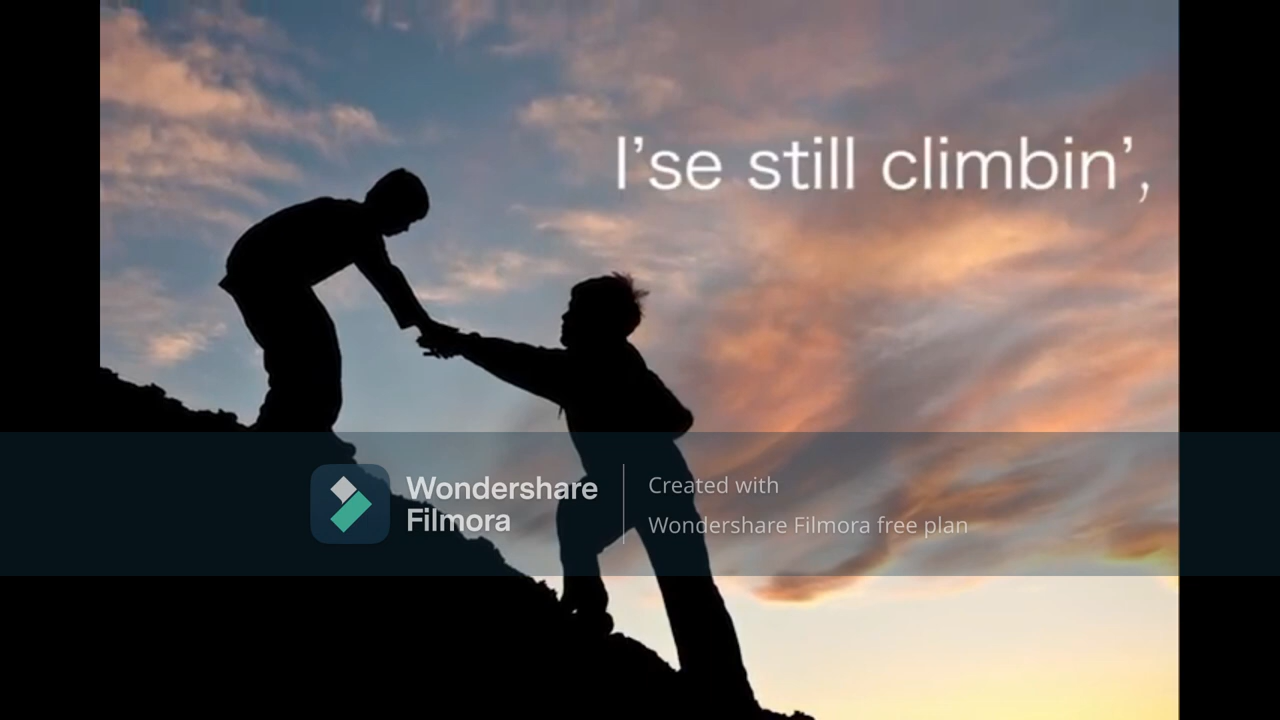 I’se still climbin’,
Wondershare
Filmora
Created with
Wondershare Filmora free plan